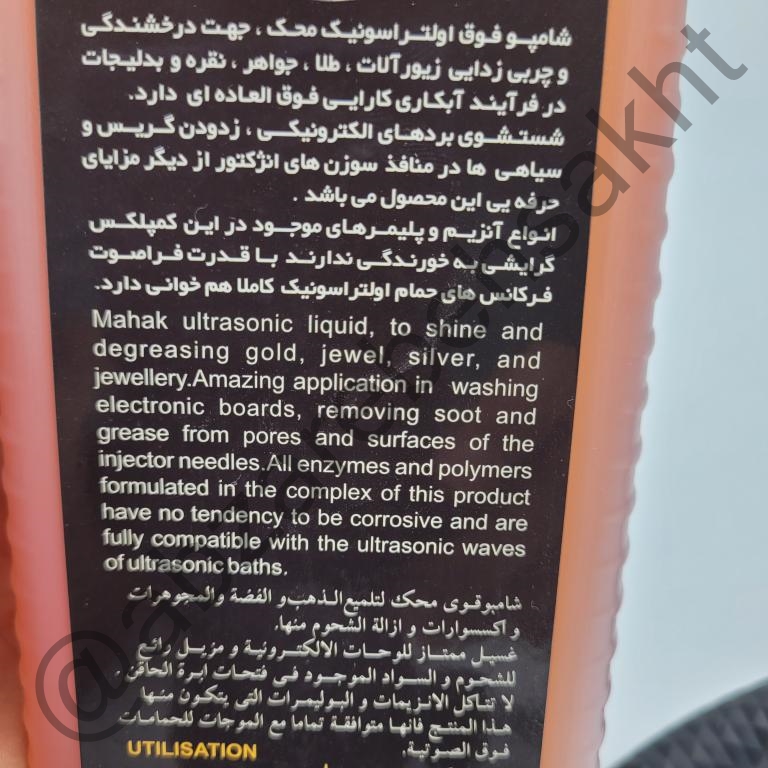 شامپو فوق اولتراسونیک محک ، جهت درخشندگی
و چربی زدایی زیورآلات ، طلا ، جواهر ، نقره و بدلیجات
در فرآیند آبکاری کارایی فوق العاده ای دارد.
شستشوی بردهای الکترونیکی ، زدودن گریس و
سیاهی ها در منافذ سوزن های انژکتور از دیگر مزایای
حرفه یی این محصول می باشد .
انواع آنزیم و پلیمرهای موجود در این کمپلکس
گرایشی به خورندگی ندارند با قدرت فراصوت
فرکانس های حمام اولتراسونیک کاملا هم خوانی دارد.
Mahak ultrasonic liquid, to shine and
degreasing gold, jewel, silver, and
jewellery.Amazing application in washing
electronic boards, removing soot and
grease from pores and surfaces of the
injector needles.All enzymes and polymers
formulated in the complex of this product
have no tendency to be corrosive and are
fully compatible with the ultrasonic waves
of ultrasonic baths.
شامبوقوی محك لتلميع الذهب و الفضة والمجوهرات
و اكسسوارات و ازالة الشحوم منها.
غسيل ممتاز للوحات الالكترونية و مزيل رائع
للشحوم و السواد الموجود فی فتحات ابرة الحاقن .
لا تتاكل الانزيمات و البوليمرات التی يتكون منها
هذا المنتج فانها متوافقة تماما مع الموجات للحمامات
فوق الصوتية.
UTILISATION
@abzarebehsakht